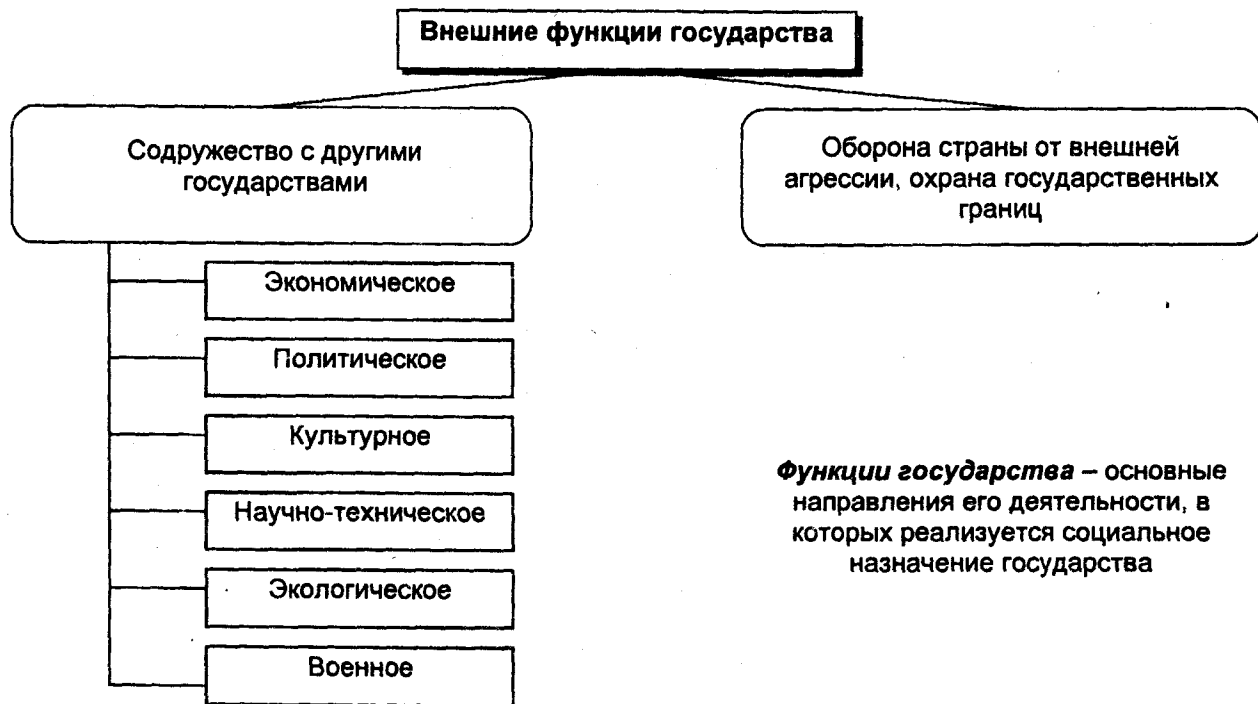 Внешние функции государства
Содружество с другими
государствами
Оборона страны от внешней
агрессии, охрана государственных
границ
Экономическое
Политическое
Культурное
Научно-техническое
Экологическое
Военное
Функции государства – основные
направления его деятельности, в
которых реализуется социальное
назначение государства